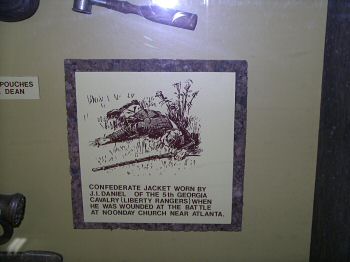 POUCHES
DEAN
CONFEDERATE JACKET WORN BY
J.L. DANIEL OF THE 5th GEORGIA
CAVALRY (LIBERTY RANGERS) WHEN
HE WAS WOUNDED AT THE BATTLE
AT NOONDAY CHURCH NEAR ATLANTA.